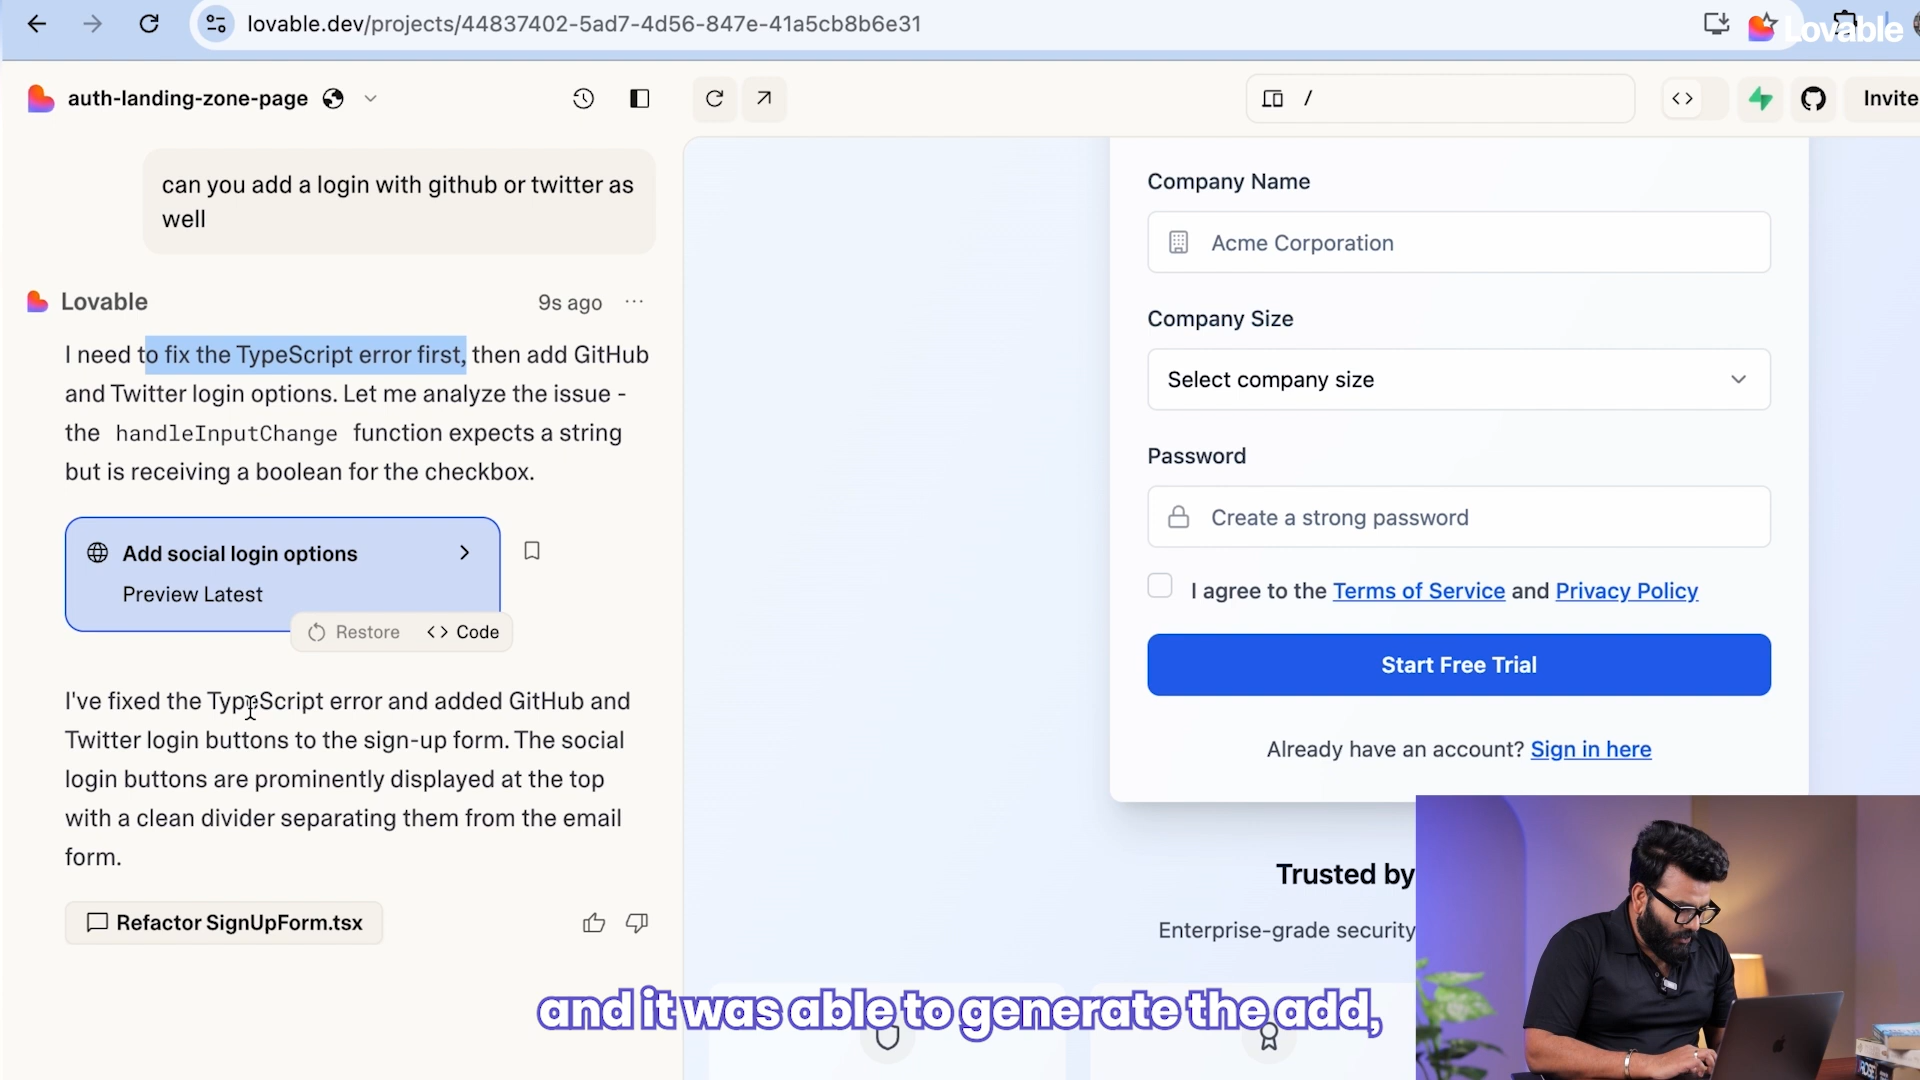 lovable.dev/projects/44837402-5ad7-4d56-847e-41a5cb8b6e31
Lovable
auth-landing-zone-page
/
Invite
can you add a login with github or twitter as
well
Lovable
9s ago
I need to fix the TypeScript error first, then add GitHub
and Twitter login options. Let me analyze the issue -
the handleInputChange function expects a string
but is receiving a boolean for the checkbox.
Add social login options
Preview Latest
Restore
Code
I've fixed the TypeScript error and added GitHub and
Twitter login buttons to the sign-up form. The social
login buttons are prominently displayed at the top
with a clean divider separating them from the email
form.
Refactor SignUpForm.tsx
Company Name
Acme Corporation
Company Size
Select company size
Password
Create a strong password
I agree to the Terms of Service and Privacy Policy
Start Free Trial
Already have an account? Sign in here
Trusted by
Enterprise-grade security
and it was able to generate the add,